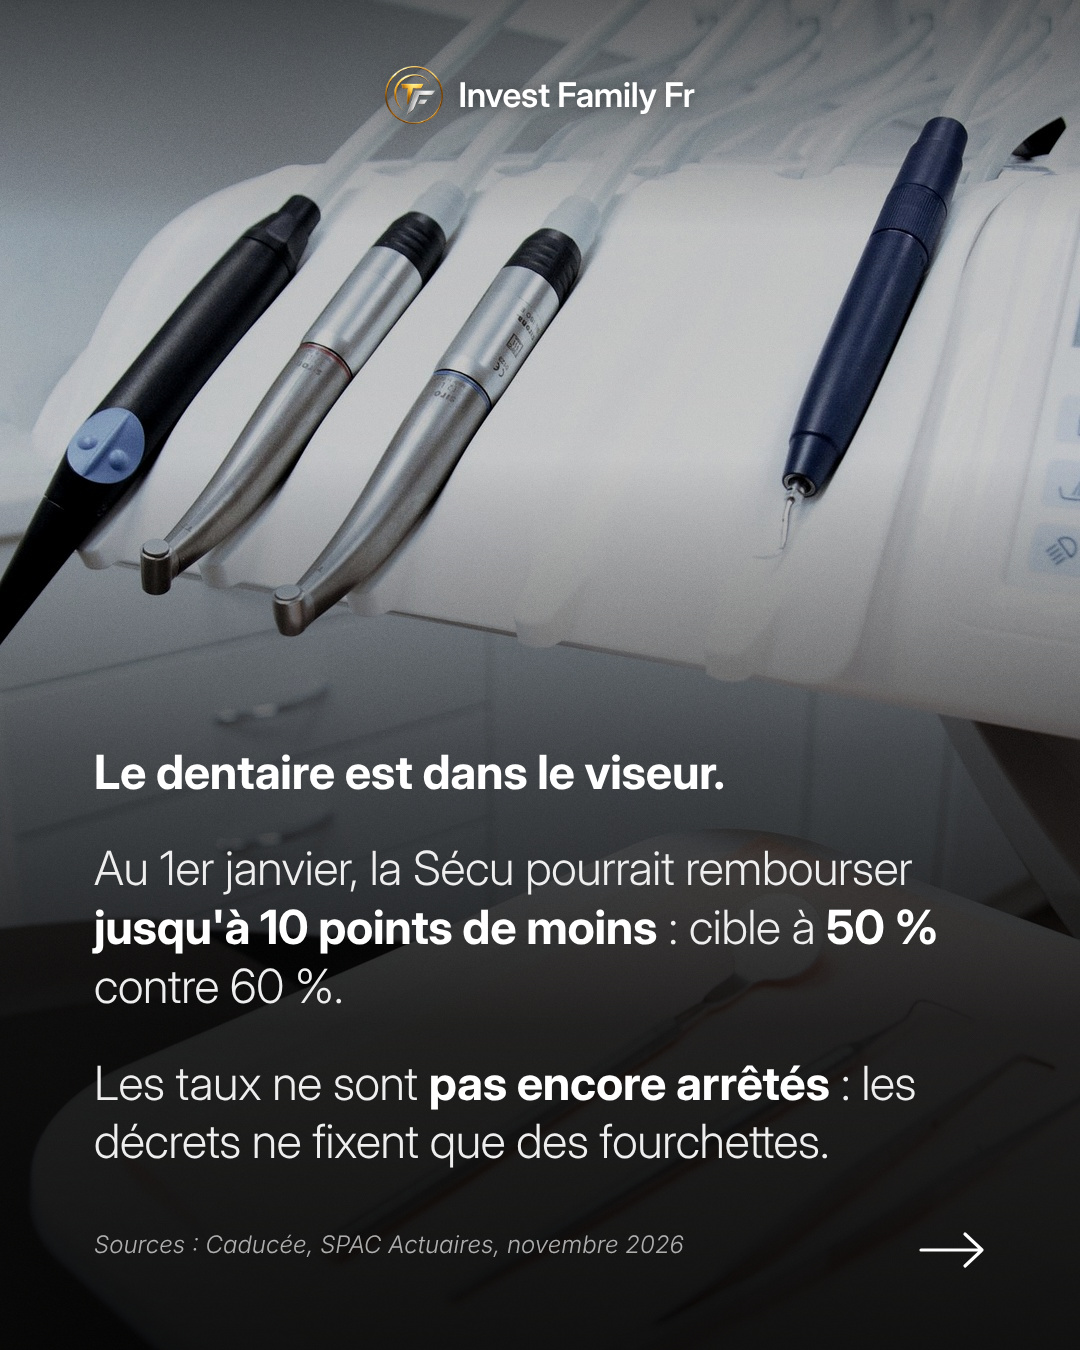 Invest Family Fr
Le dentaire est dans le viseur.
Au 1er janvier, la Sécu pourrait rembourser
jusqu'à 10 points de moins : cible à 50 %
contre 60 %.
Les taux ne sont pas encore arrêtés : les
décrets ne fixent que des fourchettes.
Sources : Caducée, SPAC Actuaires, novembre 2026